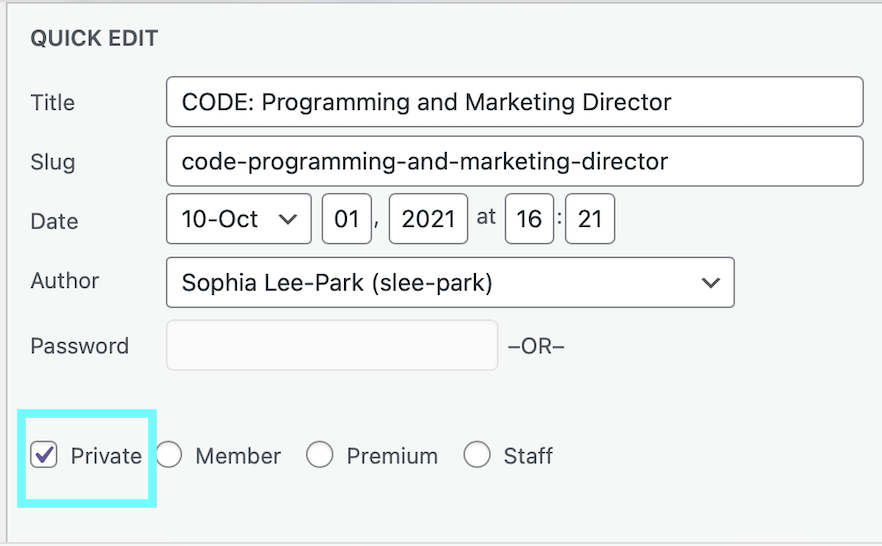 QUICK EDIT
Title CODE: Programming and Marketing Director
Slug code-programming-and-marketing-director
Date 10-Oct 01, 2021 at 16:21
Author Sophia Lee-Park (slee-park)
Password –OR–
Private Member Premium Staff